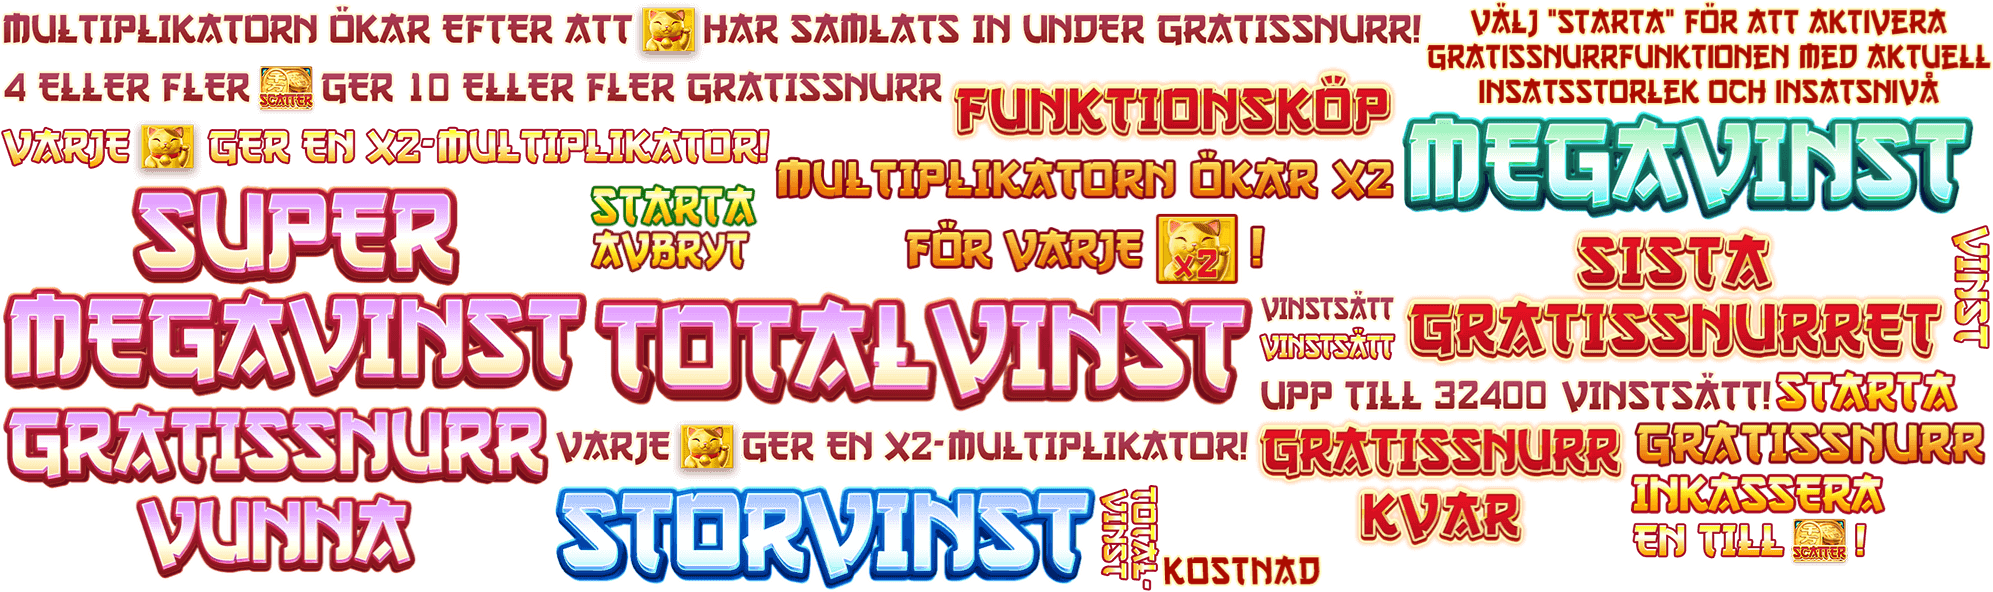 MULTIPLIKATORN ÖKAR EFTER ATT HAR SAMLATS IN UNDER GRATISSNURR!
4 ELLER FLER SCATTER GER 10 ELLER FLER GRATISSNURR
VARJE GER EN X2-MULTIPLIKATOR!
SUPER
MEGAVINST
GRATISSNURR
VUNNA
STARTA
AVBRYT
FUNKTIONSKÖP
MULTIPLIKATORN ÖKAR X2
FÖR VARJE X2 !
TOTALVINST
VARJE GER EN X2-MULTIPLIKATOR!
STORVINST
TOTAL-
VINST
KOSTNAD
VÄLJ "STARTA" FÖR ATT AKTIVERA
GRATISSNURRFUNKTIONEN MED AKTUELL
INSATSSTORLEK OCH INSATSNIVÅ
MEGAVINST
SISTA
GRATISSNURRET
VINST
VINSTSÄTT
VINSTSÄTT
UPP TILL 32400 VINSTSÄTT!
STARTA
GRATISSNURR
KVAR
GRATISSNURR
INKASSERA
EN TILL SCATTER !